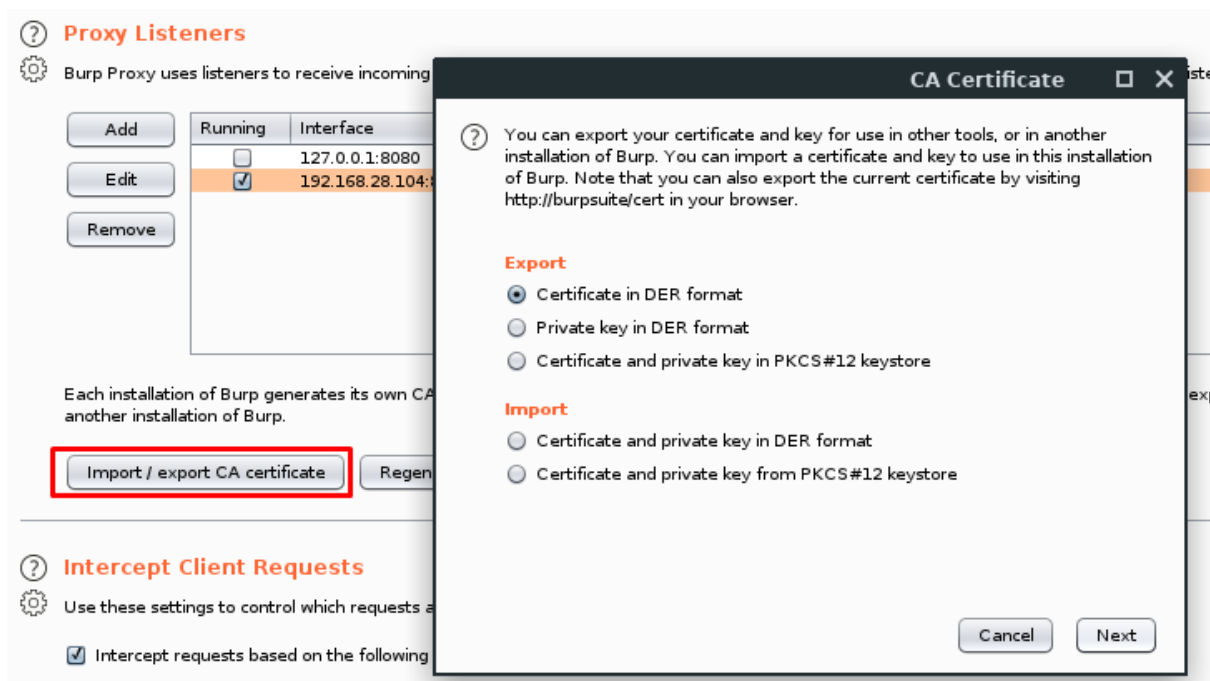 Proxy Listeners
Burp Proxy uses listeners to receive incoming
Add
Edit
Remove
Running Interface
127.0.0.1:8080
192.168.28.104:
Each installation of Burp generates its own CA
another installation of Burp.
Import / export CA certificate
Regen
Intercept Client Requests
Use these settings to control which requests a
Intercept requests based on the following
CA Certificate
You can export your certificate and key for use in other tools, or in another
installation of Burp. You can import a certificate and key to use in this installation
of Burp. Note that you can also export the current certificate by visiting
http://burpsuite/cert in your browser.
Export
Certificate in DER format
Private key in DER format
Certificate and private key in PKCS#12 keystore
Import
Certificate and private key in DER format
Certificate and private key from PKCS#12 keystore
Cancel
Next